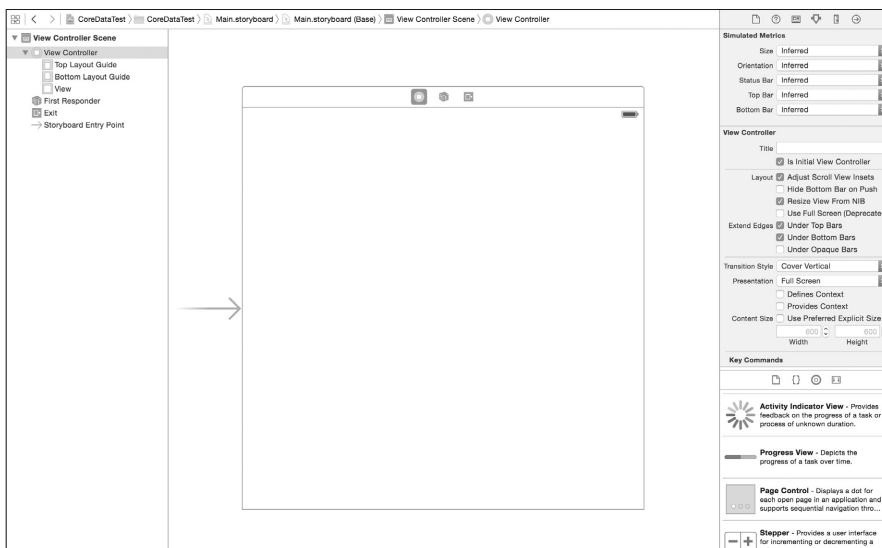 CoreDataTest CoreDataTest Main.storyboard Main.storyboard (Base) View Controller Scene View Controller
View Controller Scene
View Controller
Top Layout Guide
Bottom Layout Guide
View
First Responder
Exit
Storyboard Entry Point
Simulated Metrics
Size Inferred
Orientation Inferred
Status Bar Inferred
Top Bar Inferred
Bottom Bar Inferred
View Controller
Title
Is Initial View Controller
Layout Adjust Scroll View Insets
Hide Bottom Bar on Push
Resize View From NIB
Use Full Screen (Deprecate
Extend Edges Under Top Bars
Under Bottom Bars
Under Opaque Bars
Transition Style Cover Vertical
Presentation Full Screen
Defines Context
Provides Context
Content Size Use Preferred Explicit Size
600 600
Width Height
Key Commands
Activity Indicator View - Provides
feedback on the progress of a task or
process of unknown duration.
Progress View - Depicts the
progress of a task over time.
Page Control - Displays a dot for
each open page in an application and
supports sequential navigation thro...
Stepper - Provides a user interface
for incrementing or decrementing a